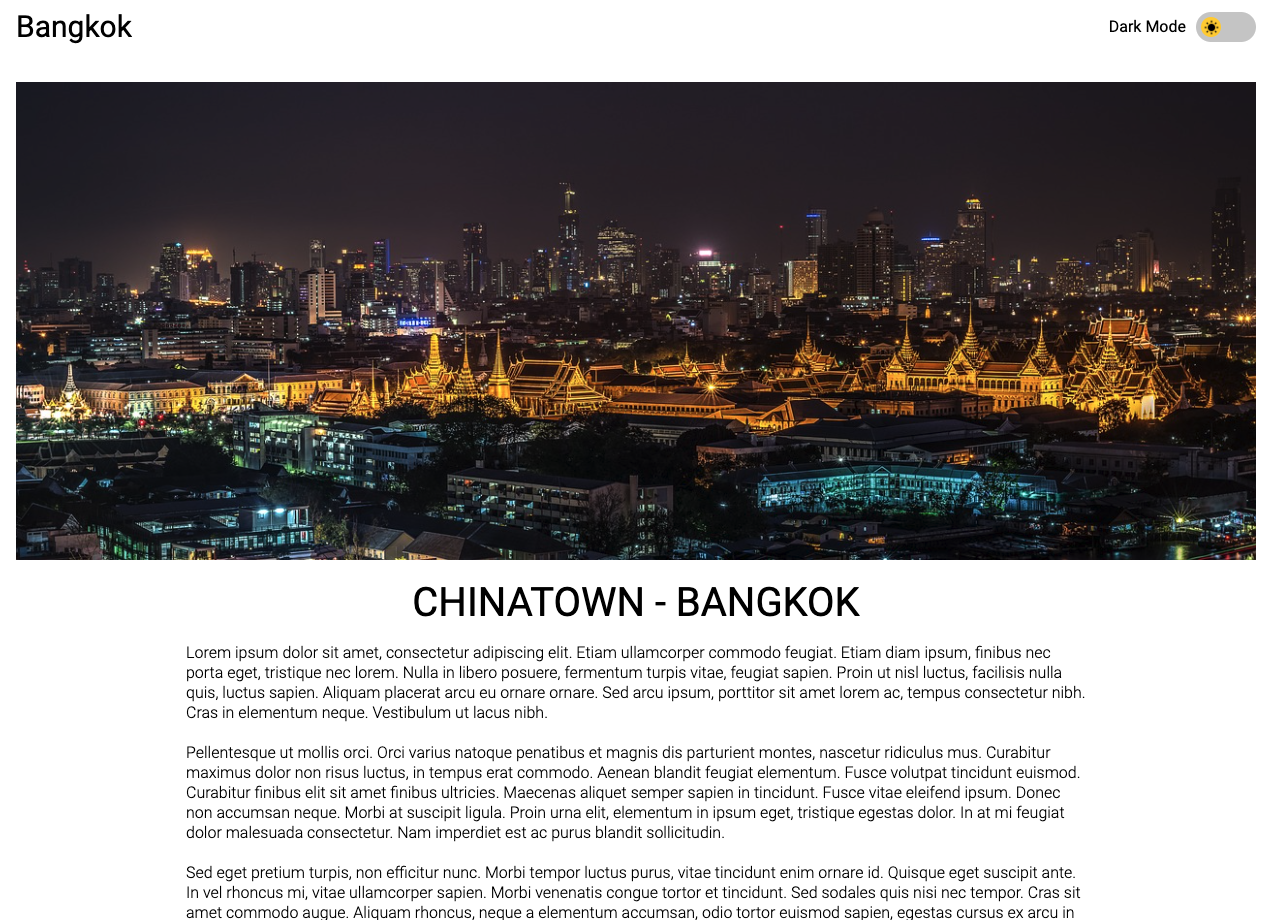 Bangkok
Dark Mode
CHINATOWN - BANGKOK
Lorem ipsum dolor sit amet, consectetur adipiscing elit. Etiam ullamcorper commodo feugiat. Etiam diam ipsum, finibus nec
porta eget, tristique nec lorem. Nulla in libero posuere, fermentum turpis vitae, feugiat sapien. Proin ut nisl luctus, facilisis nulla
quis, luctus sapien. Aliquam placerat arcu eu ornare ornare. Sed arcu ipsum, porttitor sit amet lorem ac, tempus consectetur nibh.
Cras in elementum neque. Vestibulum ut lacus nibh.
Pellentesque ut mollis orci. Orci varius natoque penatibus et magnis dis parturient montes, nascetur ridiculus mus. Curabitur
maximus dolor non risus luctus, in tempus erat commodo. Aenean blandit feugiat elementum. Fusce volutpat tincidunt euismod.
Curabitur finibus elit sit amet finibus ultricies. Maecenas aliquet semper sapien in tincidunt. Fusce vitae eleifend ipsum. Donec
non accumsan neque. Morbi at suscipit ligula. Proin urna elit, elementum in ipsum eget, tristique egestas dolor. In at mi feugiat
dolor malesuada consectetur. Nam imperdiet est ac purus blandit sollicitudin.
Sed eget pretium turpis, non efficitur nunc. Morbi tempor luctus purus, vitae tincidunt enim ornare id. Quisque eget suscipit ante.
In vel rhoncus mi, vitae ullamcorper sapien. Morbi venenatis congue tortor et tincidunt. Sed sodales quis nisi nec tempor. Cras sit
amet commodo augue. Aliquam rhoncus, neque a elementum accumsan, odio tortor euismod sapien, egestas cursus ex arcu in